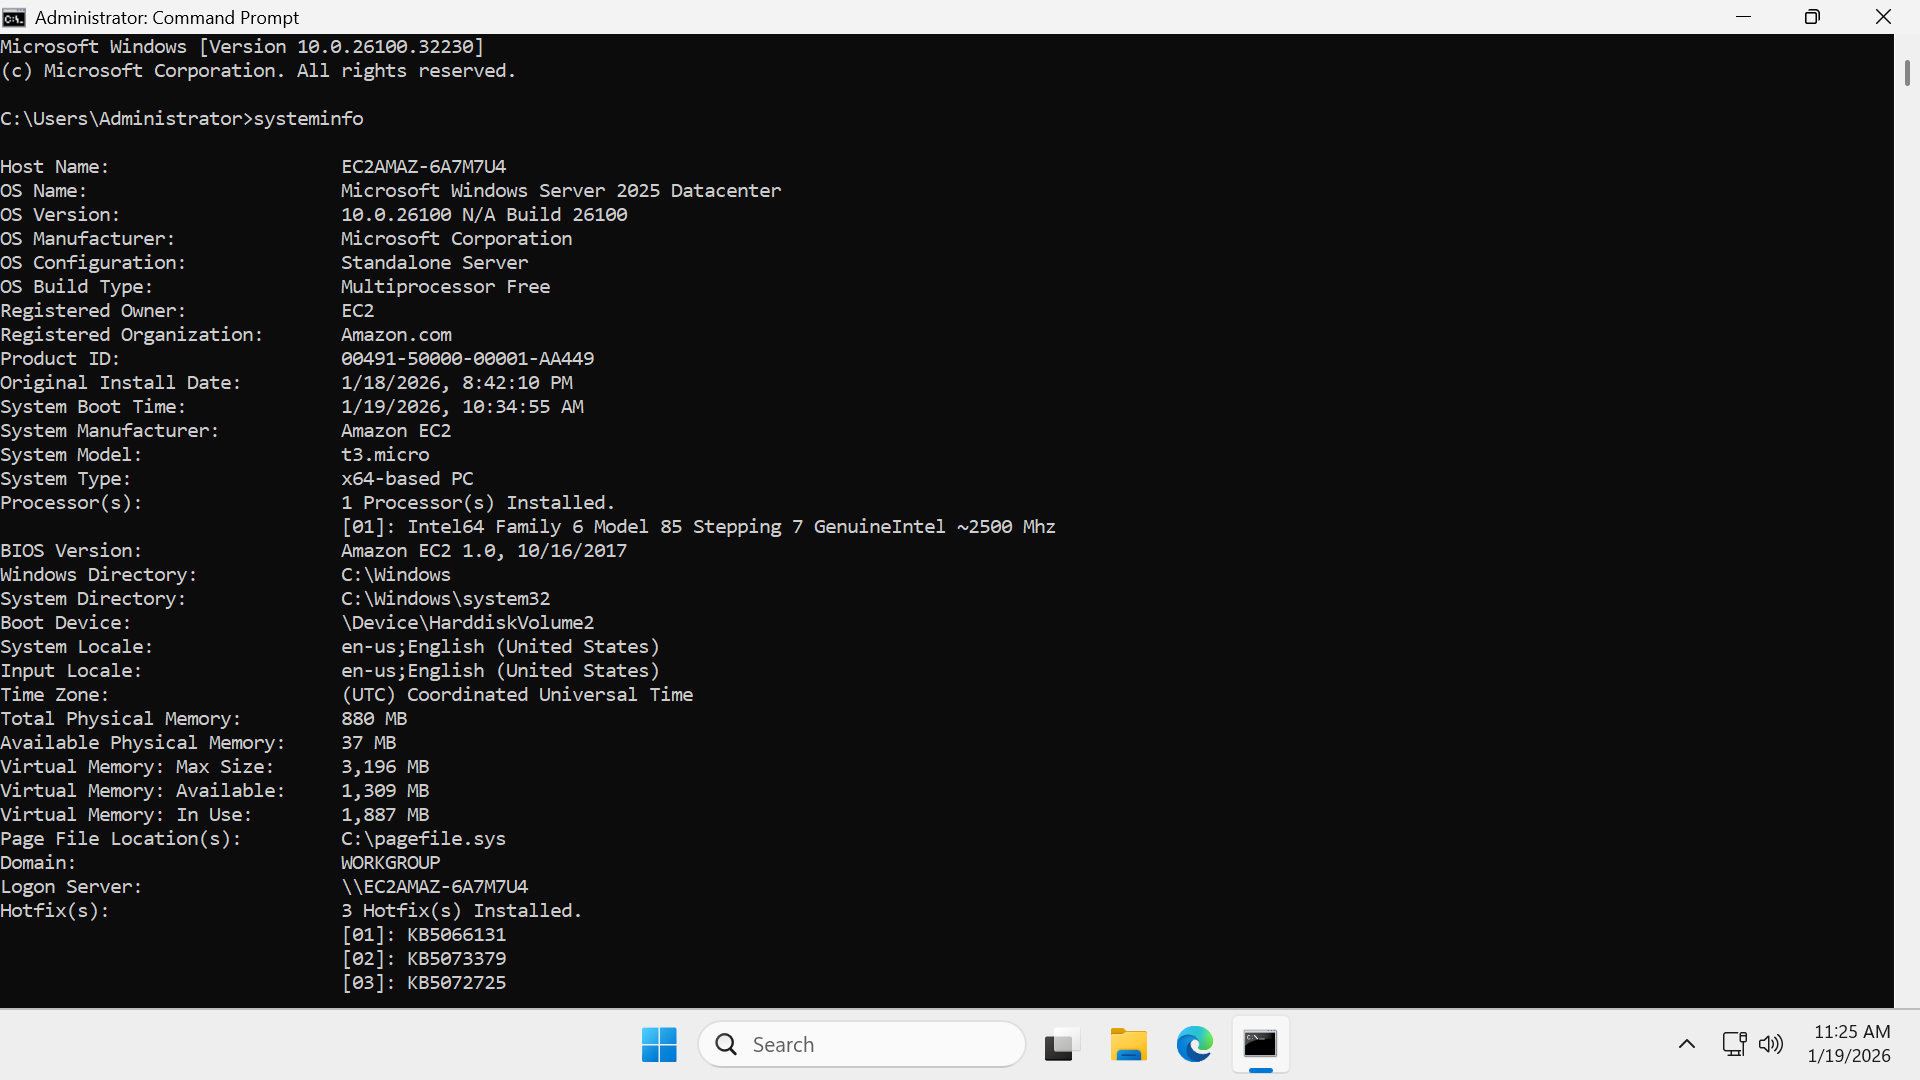 Administrator: Command Prompt
Microsoft Windows [Version 10.0.26100.32230]
(c) Microsoft Corporation. All rights reserved.
C:\Users\Administrator>systeminfo
Host Name: EC2AMAZ-6A7M7U4
OS Name: Microsoft Windows Server 2025 Datacenter
OS Version: 10.0.26100 N/A Build 26100
OS Manufacturer: Microsoft Corporation
OS Configuration: Standalone Server
OS Build Type: Multiprocessor Free
Registered Owner: EC2
Registered Organization: Amazon.com
Product ID: 00491-50000-00001-AA449
Original Install Date: 1/18/2026, 8:42:10 PM
System Boot Time: 1/19/2026, 10:34:55 AM
System Manufacturer: Amazon EC2
System Model: t3.micro
System Type: x64-based PC
Processor(s): 1 Processor(s) Installed.
[01]: Intel64 Family 6 Model 85 Stepping 7 GenuineIntel ~2500 Mhz
BIOS Version: Amazon EC2 1.0, 10/16/2017
Windows Directory: C:\Windows
System Directory: C:\Windows\system32
Boot Device: \Device\HarddiskVolume2
System Locale: en-us;English (United States)
Input Locale: en-us;English (United States)
Time Zone: (UTC) Coordinated Universal Time
Total Physical Memory: 880 MB
Available Physical Memory: 37 MB
Virtual Memory: Max Size: 3,196 MB
Virtual Memory: Available: 1,309 MB
Virtual Memory: In Use: 1,887 MB
Page File Location(s): C:\pagefile.sys
Domain: WORKGROUP
Logon Server: \\EC2AMAZ-6A7M7U4
Hotfix(s): 3 Hotfix(s) Installed.
[01]: KB5066131
[02]: KB5073379
[03]: KB5072725
Search
11:25 AM
1/19/2026